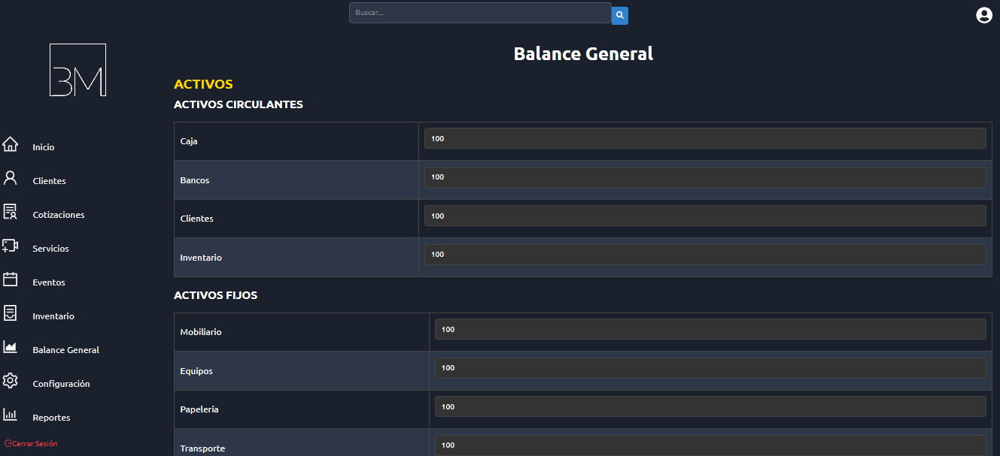 Buscar...
BM
Inicio
Clientes
Cotizaciones
Servicios
Eventos
Inventario
Balance General
Configuración
Reportes
Cerrar Sesión
Balance General
ACTIVOS
ACTIVOS CIRCULANTES
Caja 100
Bancos 100
Clientes 100
Inventario 100
ACTIVOS FIJOS
Mobiliario 100
Equipos 100
Papelería 100
Transporte 100